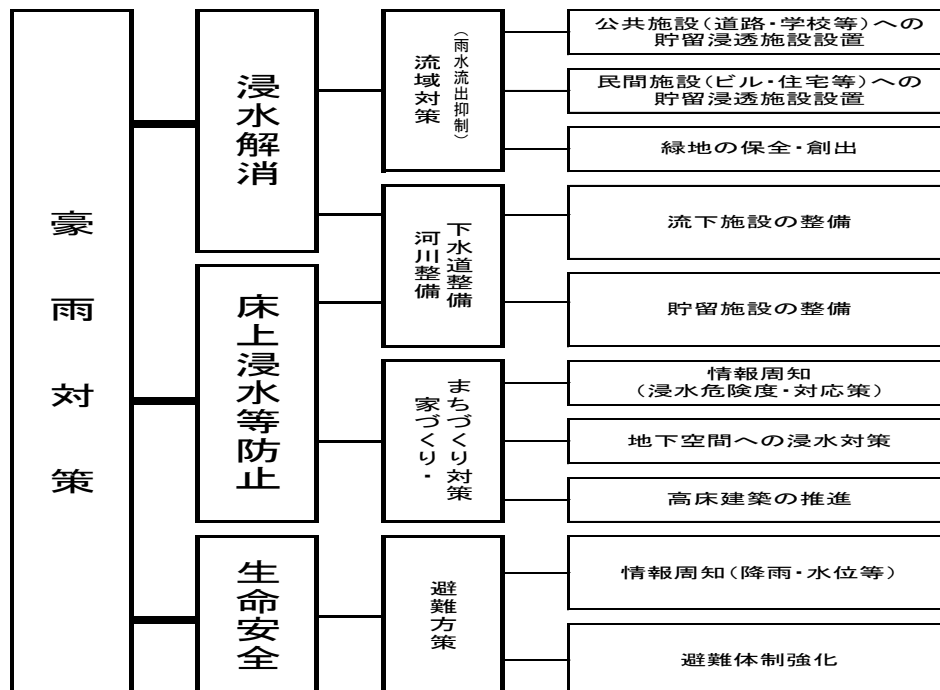 豪雨対策
浸水解消
床上浸水等防止
生命安全
流域対策
（雨水流出抑制）
下水道整備
河川整備
まちづくり対策
家づくり・
避難方策
公共施設（道路・学校等）への
貯留浸透施設設置
民間施設（ビル・住宅等）への
貯留浸透施設設置
緑地の保全・創出
流下施設の整備
貯留施設の整備
情報周知
（浸水危険度・対応策）
地下空間への浸水対策
高床建築の推進
情報周知（降雨・水位等）
避難体制強化